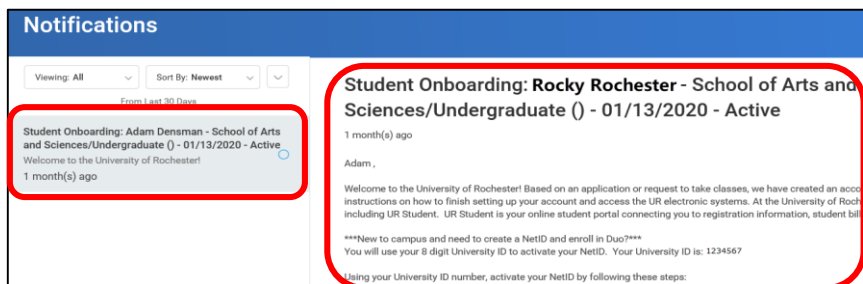 Notifications
Viewing: All
Sort By: Newest
From Last 30 Days
Student Onboarding: Adam Densman - School of Arts
and Sciences/Undergraduate () - 01/13/2020 - Active
Welcome to the University of Rochester!
1 month(s) ago
Student Onboarding: Rocky Rochester - School of Arts and
Sciences/Undergraduate () - 01/13/2020 - Active
1 month(s) ago
Adam ,
Welcome to the University of Rochester! Based on an application or request to take classes, we have created an
instructions on how to finish setting up your account and access the UR electronic systems. At the University of
including UR Student. UR Student is your online student portal connecting you to registration information, student
***New to campus and need to create a NetID and enroll in Duo?***
You will use your 8 digit University ID to activate your NetID. Your University ID is: 1234567
Using your University ID number, activate your NetID by following these steps: